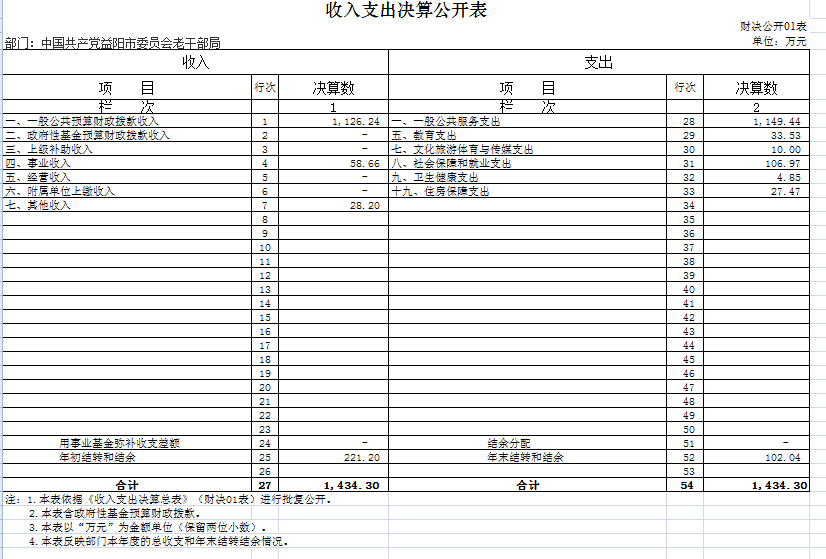 收入支出决算公开表
财决公开01表
部门：中国共产党益阳市委员会老干部局 单位：万元
收入 支出
项 目 行次 决算数 项 目 行次 决算数
栏 次 1 栏 次 2
一、一般公共预算财政拨款收入 1 1,126.24 一、一般公共服务支出 28 1,149.44
二、政府性基金预算财政拨款收入 2 - 五、教育支出 29 33.53
三、上级补助收入 3 - 七、文化旅游体育与传媒支出 30 10.00
四、事业收入 4 58.66 八、社会保障和就业支出 31 106.97
五、经营收入 5 - 九、卫生健康支出 32 4.85
六、附属单位上缴收入 6 - 十九、住房保障支出 33 27.47
七、其他收入 7 28.20 34
8 35
9 36
10 37
11 38
12 39
13 40
14 41
15 42
16 43
17 44
18 45
19 46
20 47
21 48
22 49
23 50
用事业基金弥补收支差额 24 - 结余分配 51 -
年初结转和结余 25 221.20 年末结转和结余 52 102.04
26 53
合计 27 1,434.30 合计 54 1,434.30
注：1.本表依据《收入支出决算总表》（财决01表）进行批复公开。
2.本表含政府性基金预算财政拨款。
3.本表以“万元”为金额单位（保留两位小数）。
4.本表反映部门本年度的总收支和年末结转结余情况。